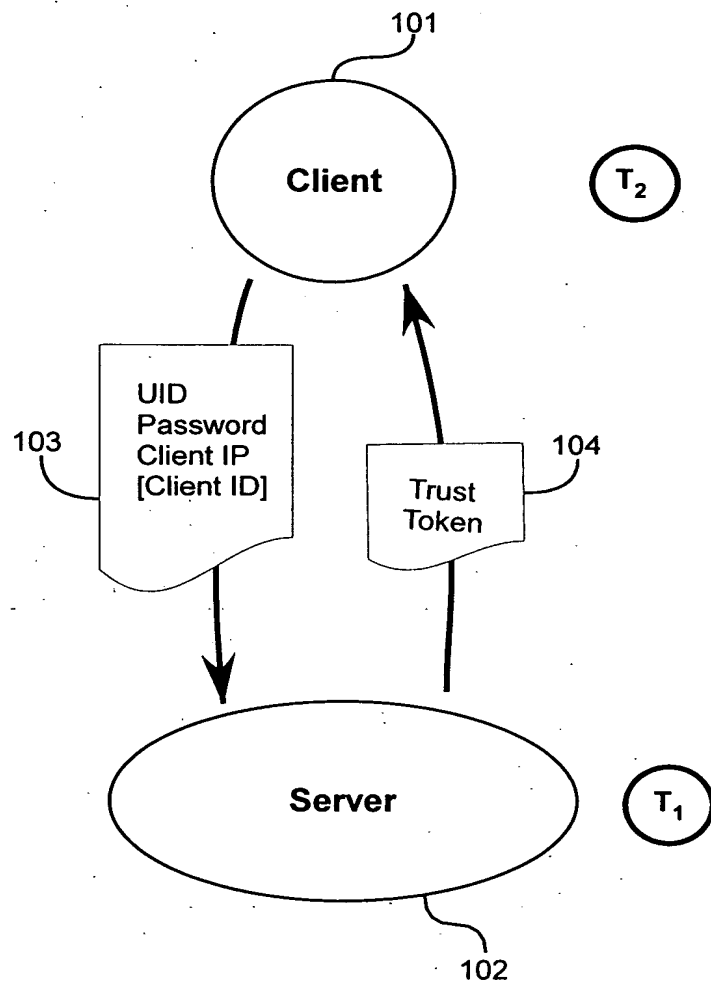 101
Client
T₂
UID
Password
Client IP
[Client ID]
103
104
Trust
Token
Server
T₁
102